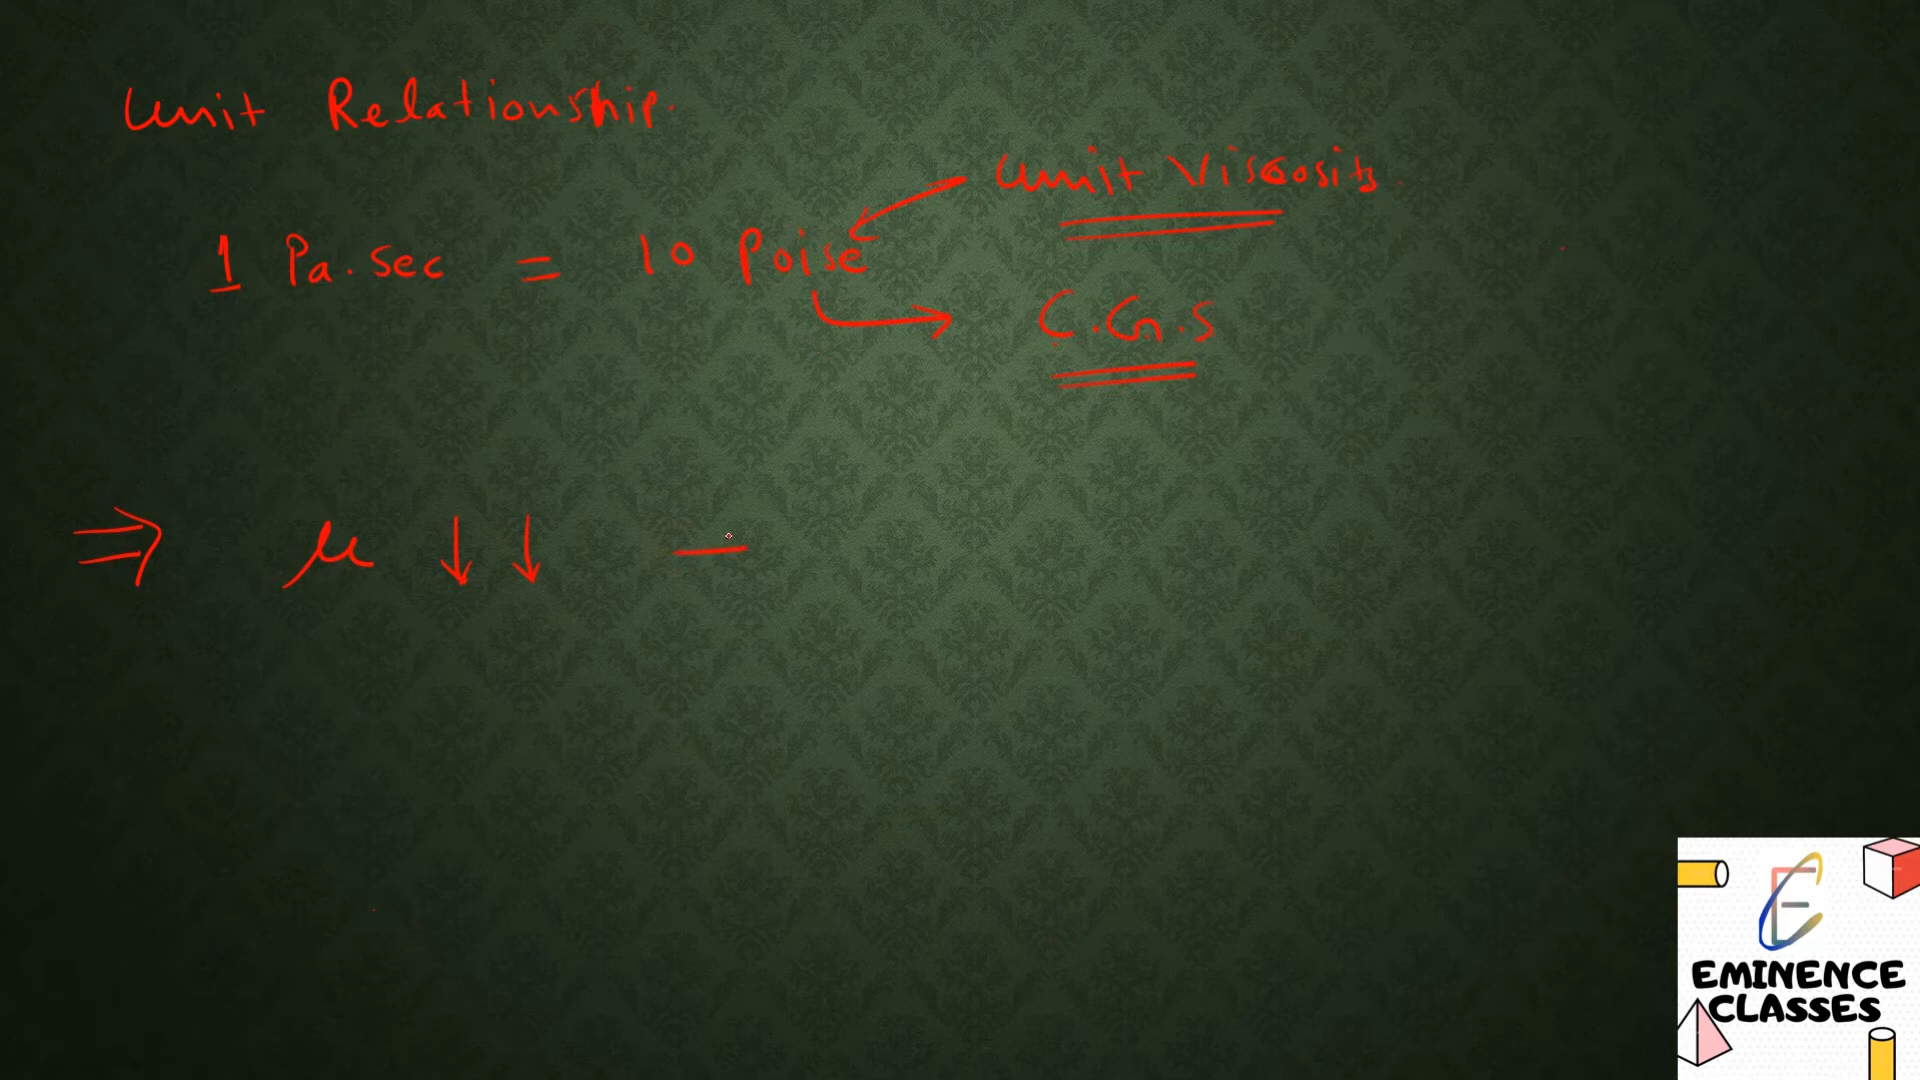 Unit Relationship.
Unit Viscosity
1 Pa.sec = 10 Poise
C.G.S
⇒ μ ↓ ↓ —
EMINENCE
CLASSES